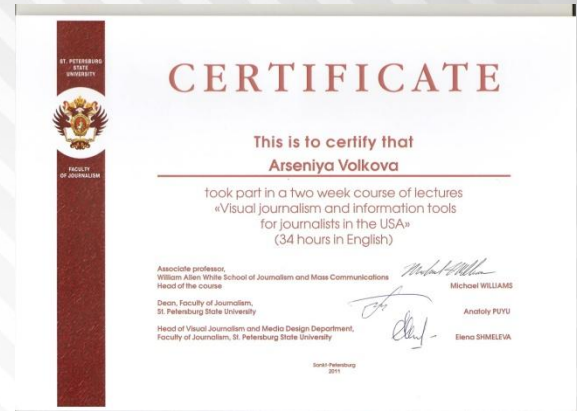 ST. PETERSBURG
STATE
UNIVERSITY
FACULTY
OF JOURNALISM
CERTIFICATE
This is to certify that
Arseniya Volkova
took part in a two week course of lectures
«Visual journalism and information tools
for journalists in the USA»
(34 hours in English)
Associate professor,
William Allen White School of Journalism and Mass Communications
Head of the course
Michael WILLIAMS
Dean, Faculty of Journalism,
St. Petersburg State University
Anatoly PUYU
Head of Visual Journalism and Media Design Department,
Faculty of Journalism, St. Petersburg State University
Elena SHMELEVA
Sankt-Petersburg
2011